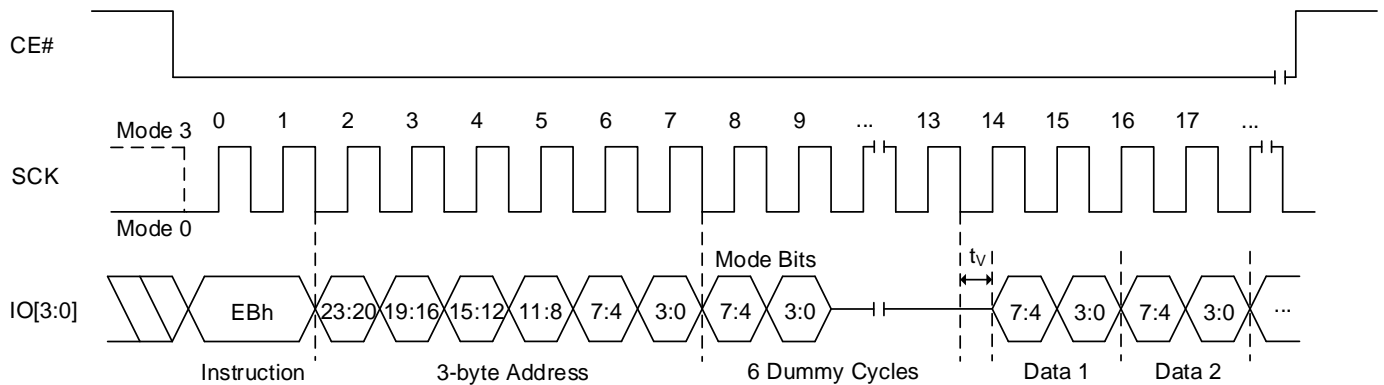 CE#
0 1 2 3 4 5 6 7 8 9 ... 13 14 15 16 17 ...
Mode 3
SCK
Mode 0
Mode Bits tV
IO[3:0] EBh 23:20 19:16 15:12 11:8 7:4 3:0 7:4 3:0 7:4 3:0 7:4 3:0 ...
Instruction 3-byte Address 6 Dummy Cycles Data 1 Data 2